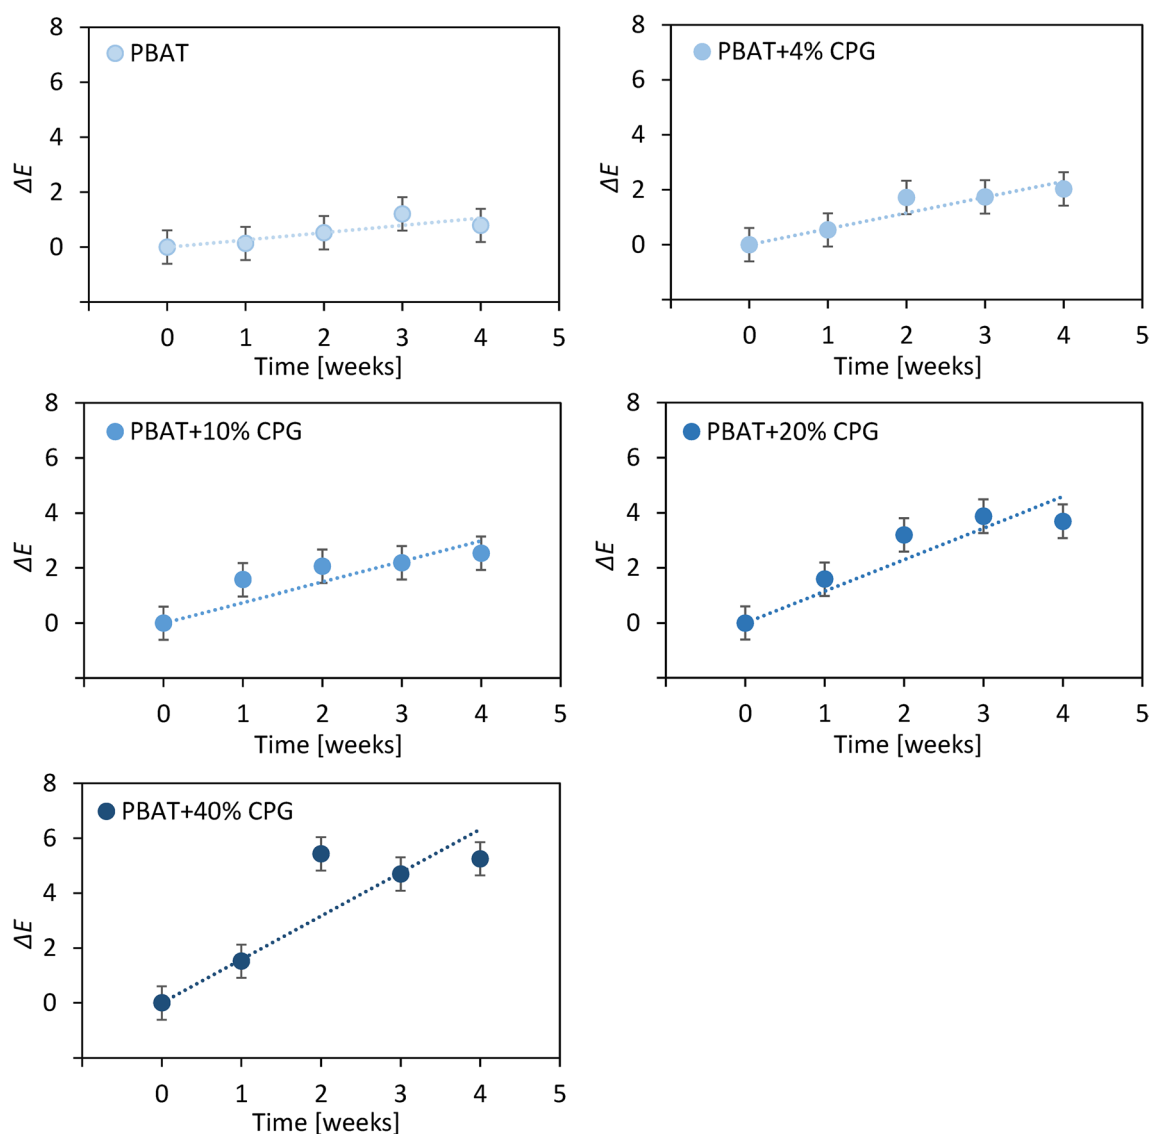 PBAT
8
6
4
2
0
ΔE
0 1 2 3 4 5
Time [weeks]
PBAT+4% CPG
8
6
4
2
0
ΔE
0 1 2 3 4 5
Time [weeks]
PBAT+10% CPG
8
6
4
2
0
ΔE
0 1 2 3 4 5
Time [weeks]
PBAT+20% CPG
8
6
4
2
0
ΔE
0 1 2 3 4 5
Time [weeks]
PBAT+40% CPG
8
6
4
2
0
ΔE
0 1 2 3 4 5
Time [weeks]